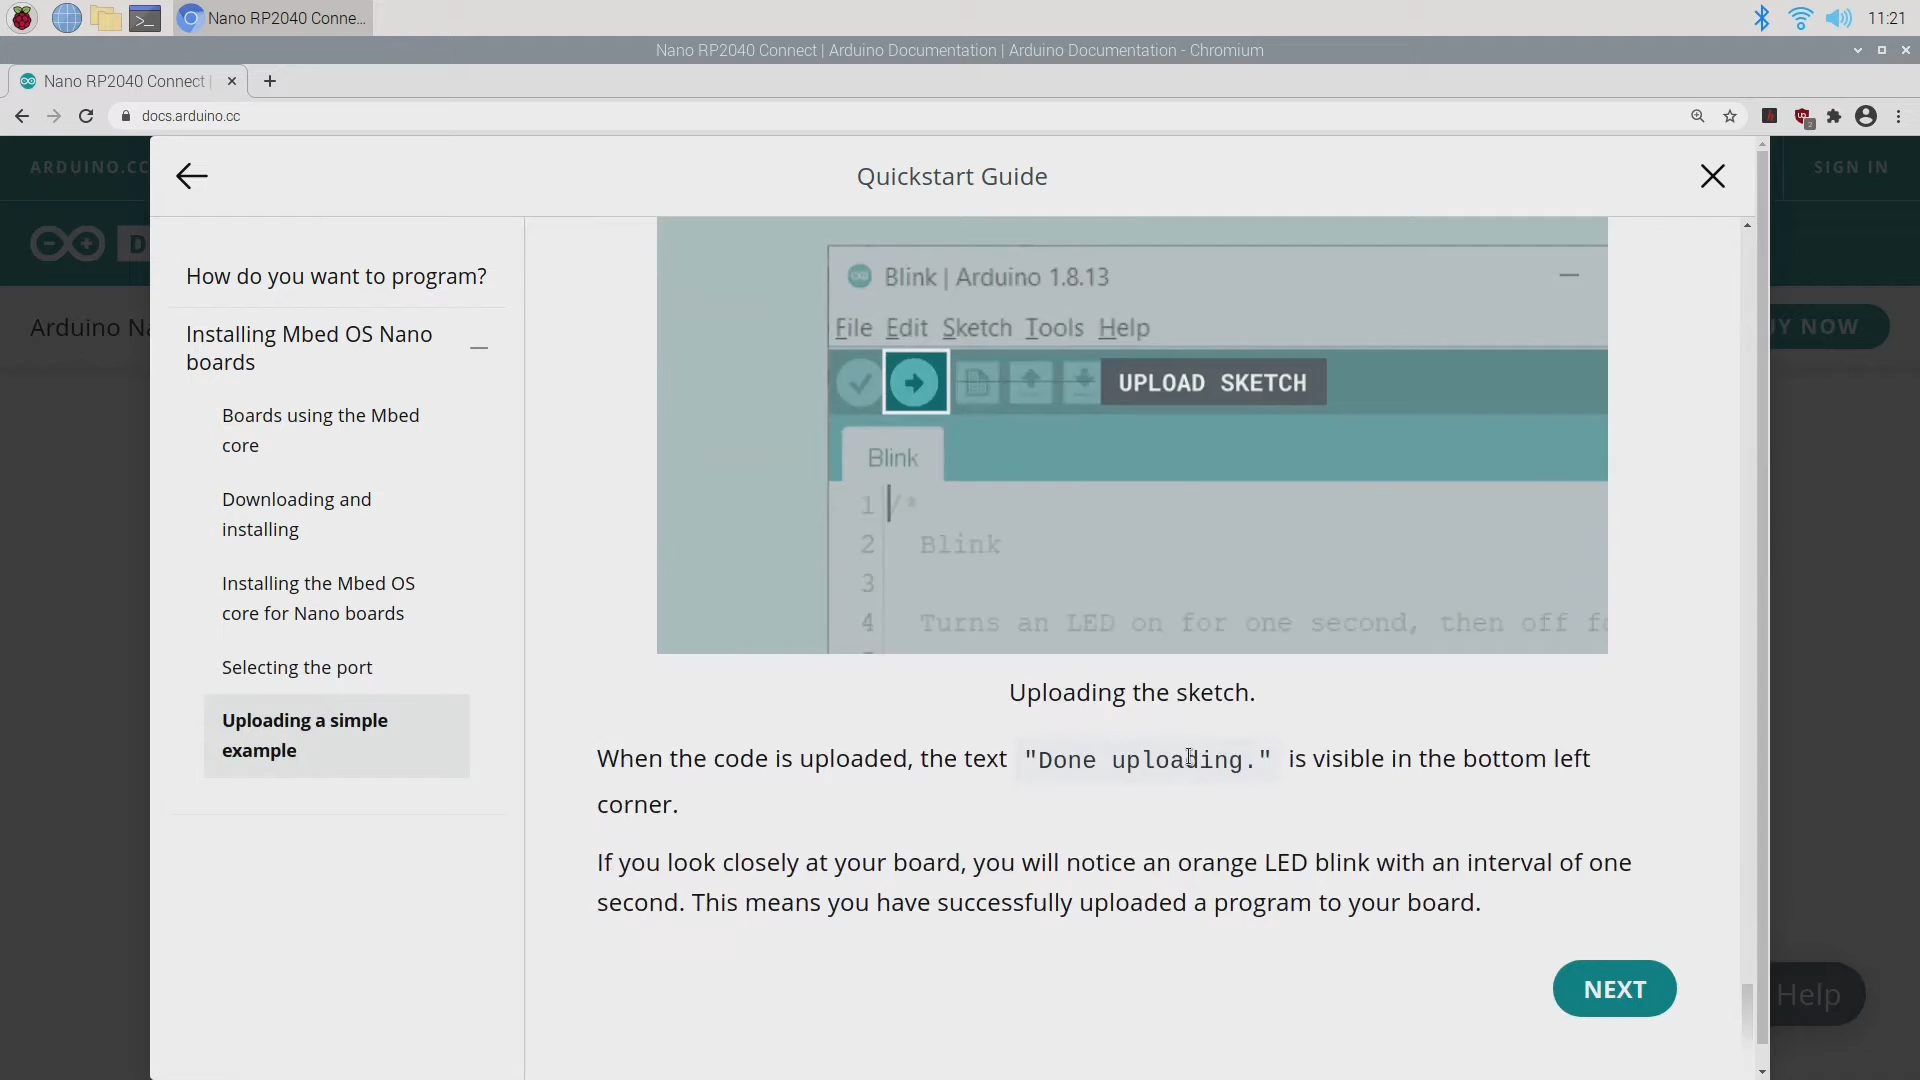 Nano RP2040 Conne...
11:21
Nano RP2040 Connect | Arduino Documentation | Arduino Documentation - Chromium
Nano RP2040 Connect |
docs.arduino.cc
2
ARDUINO.CC
SIGN IN
Quickstart Guide
D
Arduino Na
Y NOW
How do you want to program?
Installing Mbed OS Nano
boards
Boards using the Mbed
core
Downloading and
installing
Installing the Mbed OS
core for Nano boards
Selecting the port
Uploading a simple
example
Blink | Arduino 1.8.13
File Edit Sketch Tools Help
UPLOAD SKETCH
Blink
1 /*
2 Blink
3
4 Turns an LED on for one second, then off fo
Uploading the sketch.
When the code is uploaded, the text "Done uploading." is visible in the bottom left
corner.
If you look closely at your board, you will notice an orange LED blink with an interval of one
second. This means you have successfully uploaded a program to your board.
NEXT
Help